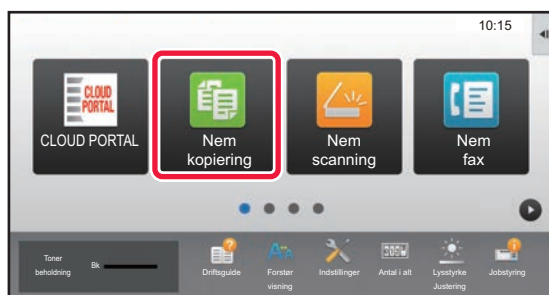 10:15
CLOUD
PORTAL
CLOUD PORTAL
Nem
kopiering
Nem
scanning
Nem
fax
Toner
beholdning
Bk
Driftsguide
Forstør
visning
Indstillinger
Antal i alt
Lysstyrke
Justering
Jobstyring